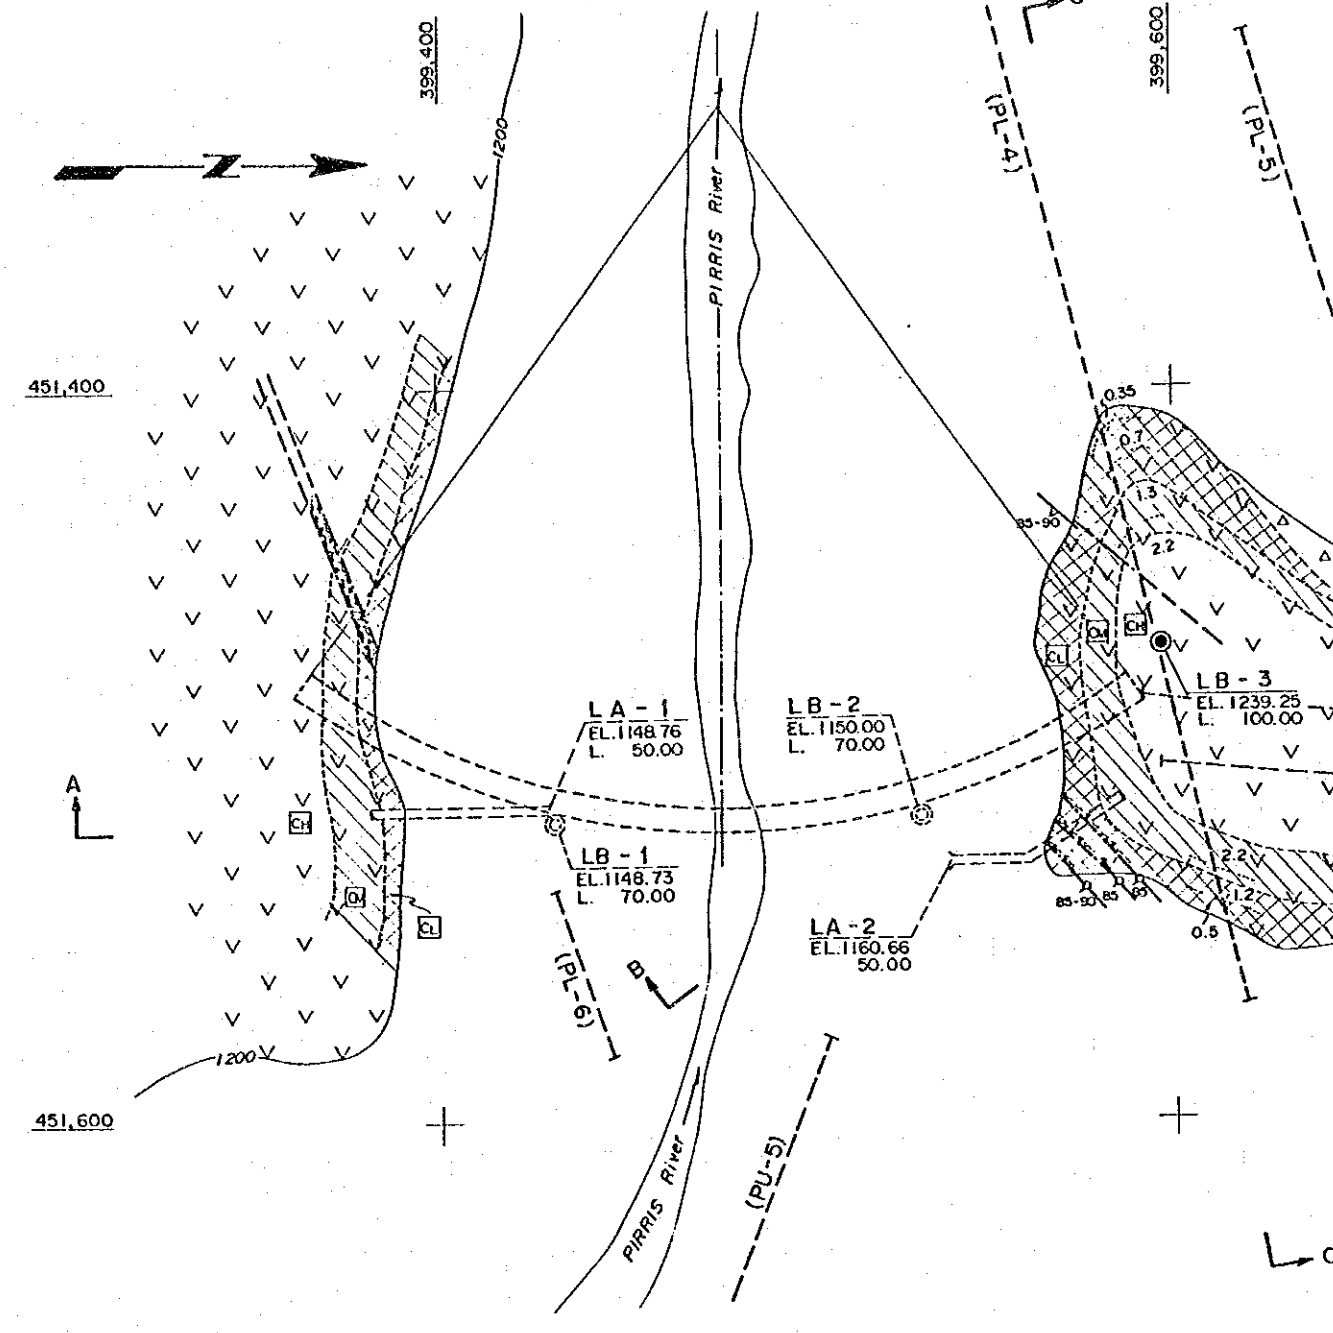 399,400
399,600
(PL-4)
(PL-5)
1200
N
PIRRIS River
451,400
0.35
0.7
1.3
85-90
2.2
CM
CH
CL
LA-1
EL.1148.76
L. 50.00
LB-2
EL.1150.00
L. 70.00
LB-3
EL.1239.25
L. 100.00
A
CH
LB-1
EL.1148.73
L. 70.00
CM
CL
2.2
85-90
85
85
1.2
0.5
LA-2
EL.1160.66
50.00
(PL-6)
B
1200
451,600
PIRRIS River
(PU-5)
C